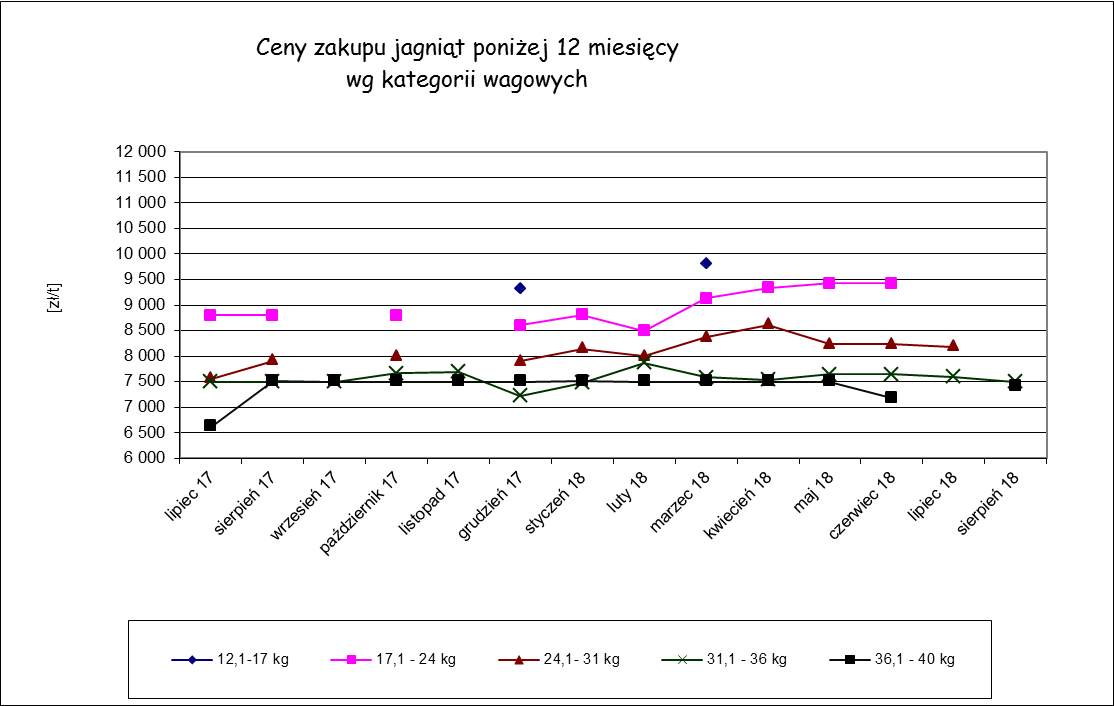 Ceny zakupu jagniąt poniżej 12 miesięcy
wg kategorii wagowych
[zł/t]
12 000
11 500
11 000
10 500
10 000
9 500
9 000
8 500
8 000
7 500
7 000
6 500
6 000
lipiec 17
sierpień 17
wrzesień 17
październik 17
listopad 17
grudzień 17
styczeń 18
luty 18
marzec 18
kwiecień 18
maj 18
czerwiec 18
lipiec 18
sierpień 18
12,1-17 kg
17,1 - 24 kg
24,1- 31 kg
31,1 - 36 kg
36,1 - 40 kg